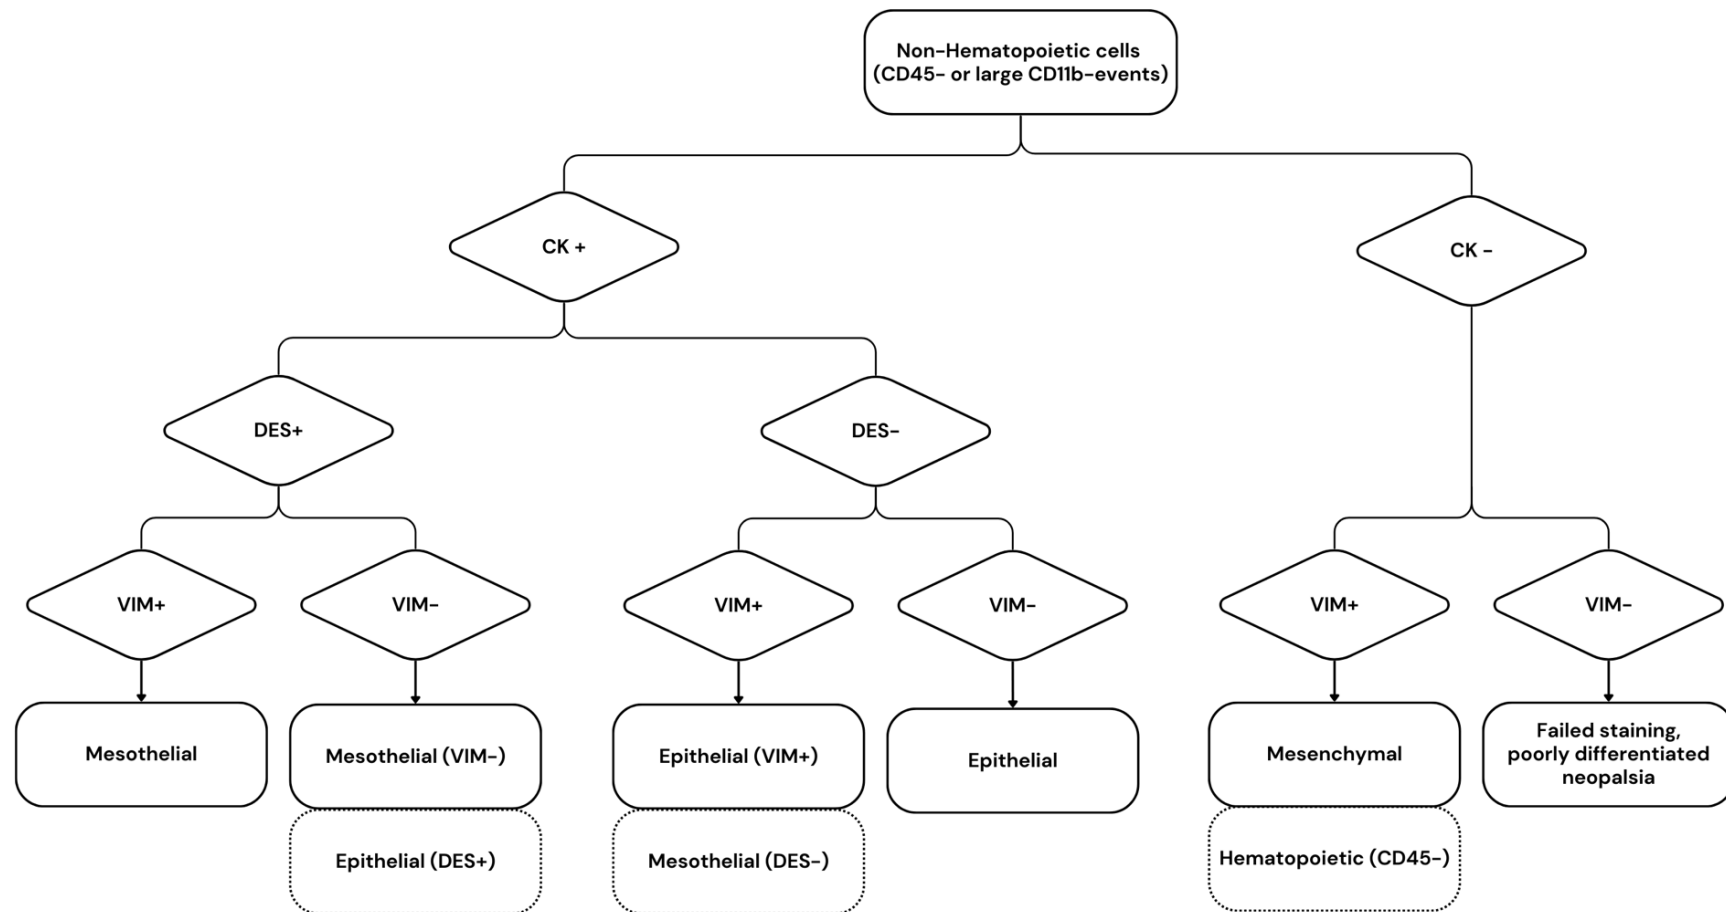 Non-Hematopoietic cells
(CD45- or large CD11b-events)
CK +
CK -
DES+
DES-
VIM+
VIM-
VIM+
VIM-
VIM+
VIM-
Mesothelial
Mesothelial (VIM-)
Epithelial (VIM+)
Epithelial
Mesenchymal
Failed staining,
poorly differentiated
neopalsia
Epithelial (DES+)
Mesothelial (DES-)
Hematopoietic (CD45-)